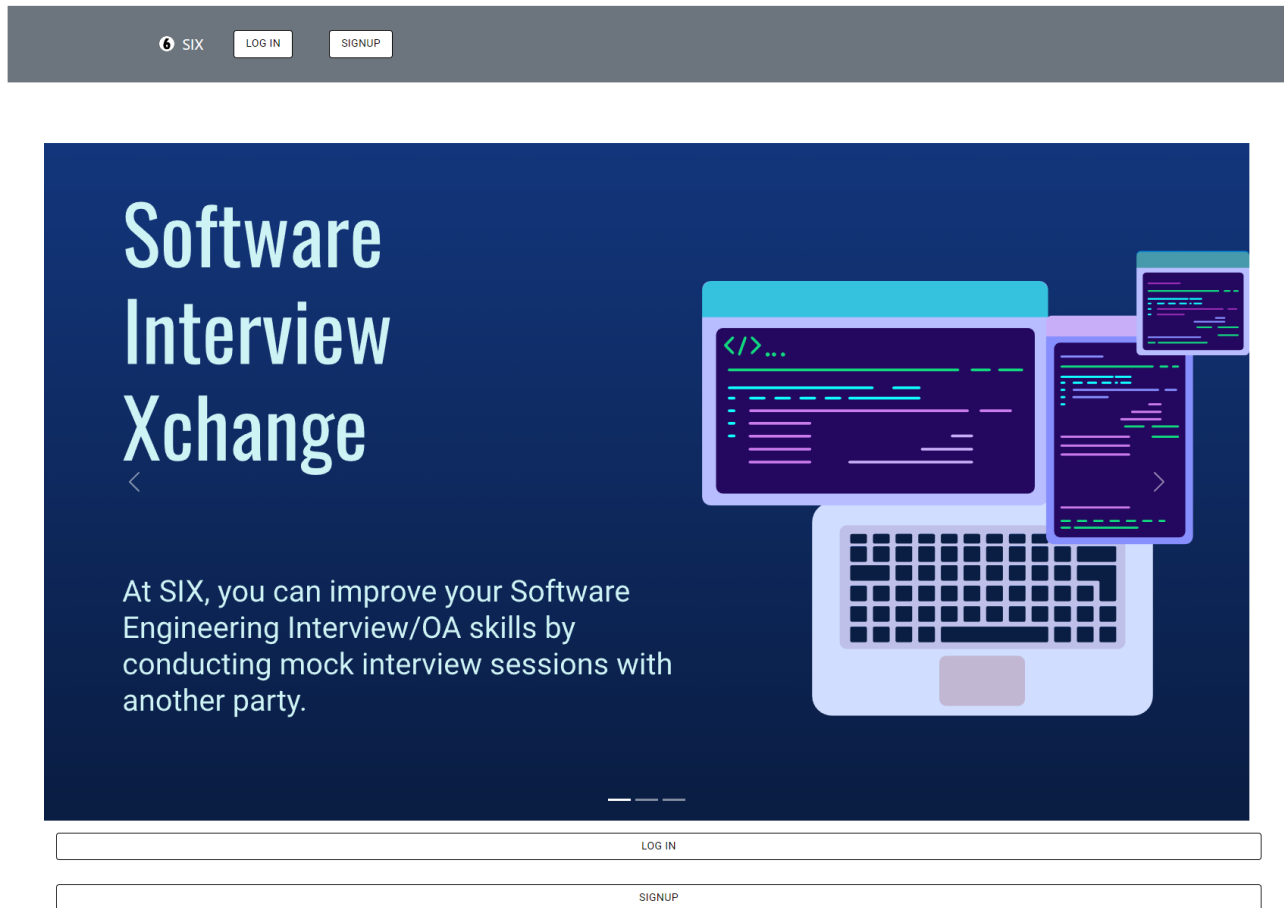 6 SIX LOG IN SIGNUP
Software
Interview
Xchange
</>...
At SIX, you can improve your Software
Engineering Interview/OA skills by
conducting mock interview sessions with
another party.
LOG IN
SIGNUP